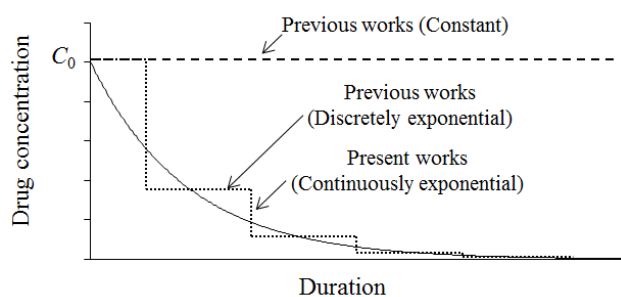 Previous works (Constant)
C0
Previous works
(Discretely exponential)
Present works
(Continuously exponential)
Drug concentration
Duration